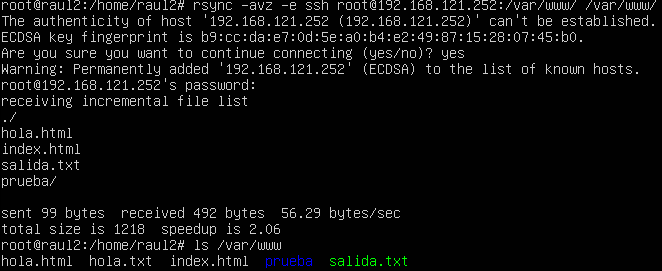 root@raul2:/home/raul2# rsync -avz -e ssh root@192.168.121.252:/var/www/ /var/www/
The authenticity of host '192.168.121.252 (192.168.121.252)' can't be established.
ECDSA key fingerprint is b9:cc:da:e7:0d:5e:a0:b4:e2:49:87:15:28:07:45:b0.
Are you sure you want to continue connecting (yes/no)? yes
Warning: Permanently added '192.168.121.252' (ECDSA) to the list of known hosts.
root@192.168.121.252's password:
receiving incremental file list
./
hola.html
index.html
salida.txt
prueba/
sent 99 bytes  received 492 bytes  56.29 bytes/sec
total size is 1218  speedup is 2.06
root@raul2:/home/raul2# ls /var/www
hola.html  hola.txt  index.html  prueba  salida.txt